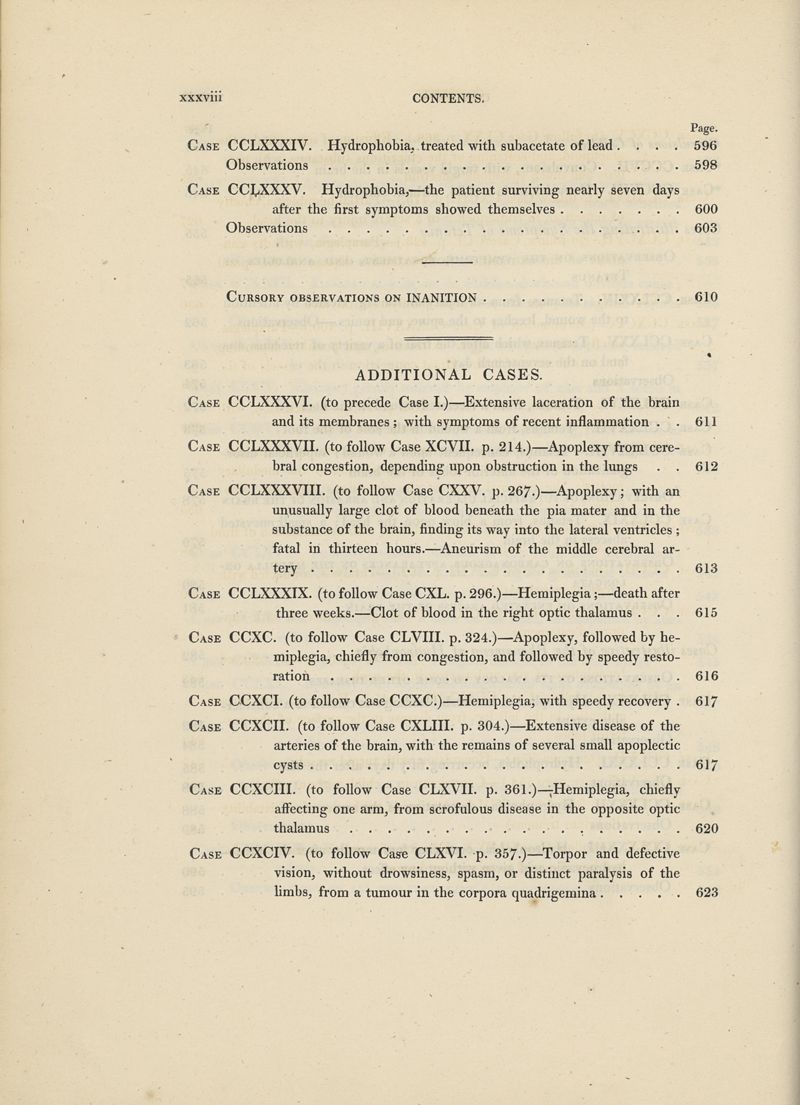 xxxviii CONTENTS.
Page.
CASE CCLXXXIV. Hydrophobia, treated with subacetate of lead . . . . 596
Observations . . . . . . . . . . . . . . . . . . . 598
CASE CCLXXXV. Hydrophobia,—the patient surviving nearly seven days
after the first symptoms showed themselves . . . . . . . 600
Observations . . . . . . . . . . . . . . . . . . . 603
CURSORY OBSERVATIONS ON INANITION . . . . . . . . . . . 610
ADDITIONAL CASES.
CASE CCLXXXVI. (to precede Case I.)—Extensive laceration of the brain
and its membranes; with symptoms of recent inflammation . . 611
CASE CCLXXXVII. (to follow Case XCVII. p. 214.)—Apoplexy from cere-
bral congestion, depending upon obstruction in the lungs . . 612
CASE CCLXXXVIII. (to follow Case CXXV. p. 267.)—Apoplexy; with an
unusually large clot of blood beneath the pia mater and in the
substance of the brain, finding its way into the lateral ventricles;
fatal in thirteen hours.—Aneurism of the middle cerebral ar-
tery . . . . . . . . . . . . . . . . . . . . 613
CASE CCLXXXIX. (to follow Case CXL. p. 296.)—Hemiplegia;—death after
three weeks.—Clot of blood in the right optic thalamus . . . 615
CASE CCXC. (to follow Case CLVIII. p. 324.)—Apoplexy, followed by he-
miplegia, chiefly from congestion, and followed by speedy resto-
ration . . . . . . . . . . . . . . . . . . . 616
CASE CCXCI. (to follow Case CCXC.)—Hemiplegia, with speedy recovery . 617
CASE CCXCII. (to follow Case CXLIII. p. 304.)—Extensive disease of the
arteries of the brain, with the remains of several small apoplectic
cysts . . . . . . . . . . . . . . . . . . . . 617
CASE CCXCIII. (to follow Case CLXVII. p. 361.)—Hemiplegia, chiefly
affecting one arm, from scrofulous disease in the opposite optic
thalamus . . . . . . . . . . . . . . . . . . 620
CASE CCXCIV. (to follow Case CLXVI. p. 357.)—Torpor and defective
vision, without drowsiness, spasm, or distinct paralysis of the
limbs, from a tumour in the corpora quadrigemina . . . . . 623